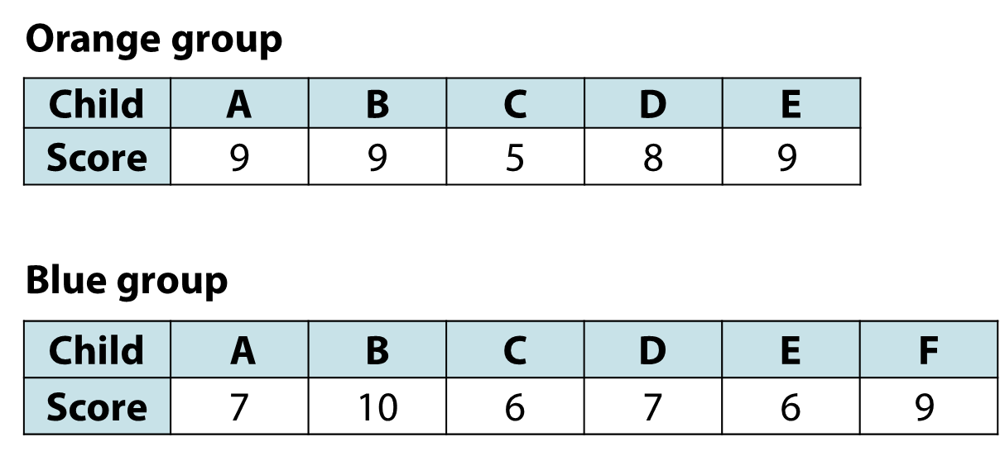 Orange group
Child A B C D E
Score 9 9 5 8 9
Blue group
Child A B C D E F
Score 7 10 6 7 6 9